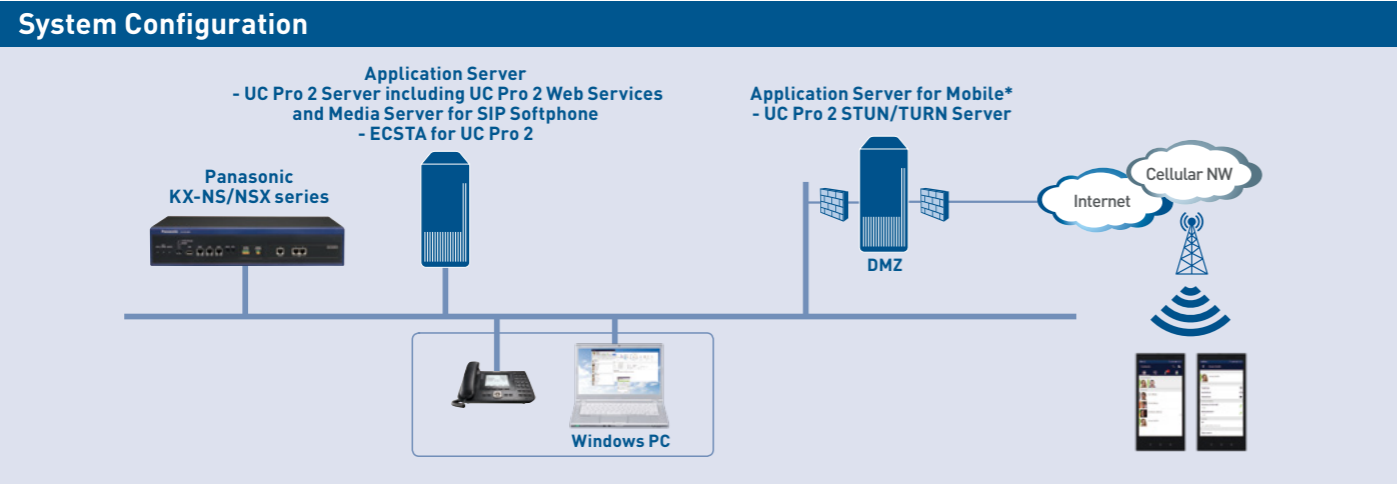 System Configuration
Application Server
- UC Pro 2 Server including UC Pro 2 Web Services
and Media Server for SIP Softphone
- ECSTA for UC Pro 2
Application Server for Mobile*
- UC Pro 2 STUN/TURN Server
Panasonic
KX-NS/NSX series
Panasonic
Cellular NW
Internet
DMZ
Windows PC